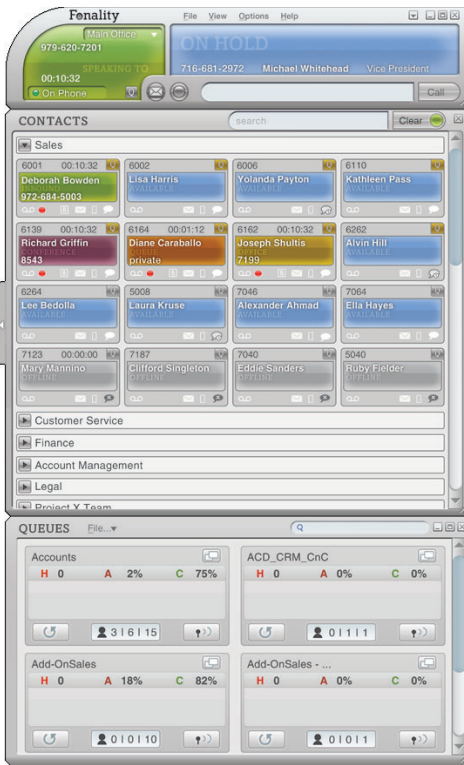 Fonality
File View Options Help
Main Office
979-620-7201
SPEAKING TO
00:10:32
On Phone
ON HOLD
716-681-2972 Michael Whitehead Vice President
Call
CONTACTS
search
Clear
Sales
6001 00:10:32
Deborah Bowden
INBOUND
972-684-5003
6002
Lisa Harris
AVAILABLE
6006
Yolanda Payton
AVAILABLE
6110
Kathleen Pass
AVAILABLE
6139 00:10:32
Richard Griffin
CONFERENCE
8543
6164 00:01:12
Diane Caraballo
QUEUE
private
6162 00:10:32
Joseph Shultis
OFFICE
7199
6262
Alvin Hill
AVAILABLE
6264
Lee Bedolla
AVAILABLE
5008
Laura Kruse
AVAILABLE
7046
Alexander Ahmad
AVAILABLE
7064
Ella Hayes
AVAILABLE
7123 00:00:00
Mary Mannino
OFFLINE
7187
Clifford Singleton
OFFLINE
7040
Eddie Sanders
OFFLINE
5040
Ruby Fielder
OFFLINE
Customer Service
Finance
Account Management
Legal
Project X Team
QUEUES File...
Accounts
H 0 A 2% C 75%
3 | 6 | 15
ACD_CRM_CnC
H 0 A 0% C 0%
0 | 1 | 1
Add-OnSales
H 0 A 18% C 82%
0 | 0 | 10
Add-OnSales - ...
H 0 A 0% C 0%
0 | 0 | 1